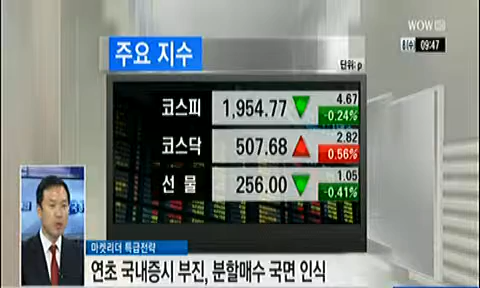 주요 지수
WOW HD
8(수) 09:47
단위: p
코스피 1,954.77 ▼ 4.67 -0.24%
코스닥 507.68 ▲ 2.82 0.56%
선물 256.00 ▼ 1.05 -0.41%
마켓리더 특급전략
연초 국내증시 부진, 분할매수 국면 인식